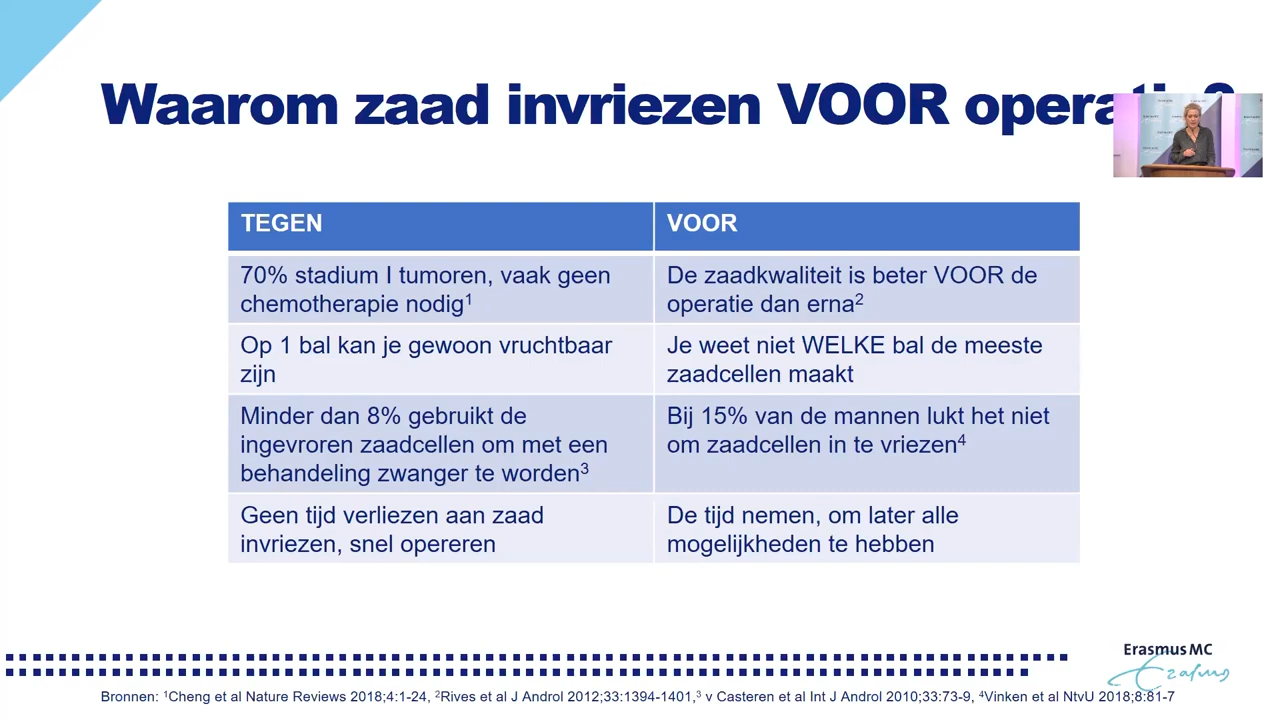 Waarom zaad invriezen VOOR operatie?
TEGEN
VOOR
70% stadium I tumoren, vaak geen
chemotherapie nodig¹
De zaadkwaliteit is beter VOOR de
operatie dan erna²
Op 1 bal kan je gewoon vruchtbaar
zijn
Je weet niet WELKE bal de meeste
zaadcellen maakt
Minder dan 8% gebruikt de
ingevroren zaadcellen om met een
behandeling zwanger te worden³
Bij 15% van de mannen lukt het niet
om zaadcellen in te vriezen⁴
Geen tijd verliezen aan zaad
invriezen, snel opereren
De tijd nemen, om later alle
mogelijkheden te hebben
Erasmus MC
Erasmus
Bronnen: ¹Cheng et al Nature Reviews 2018;4:1-24, ²Rives et al J Androl 2012;33:1394-1401,³ v Casteren et al Int J Androl 2010;33:73-9, ⁴Vinken et al NtvU 2018;8:81-7